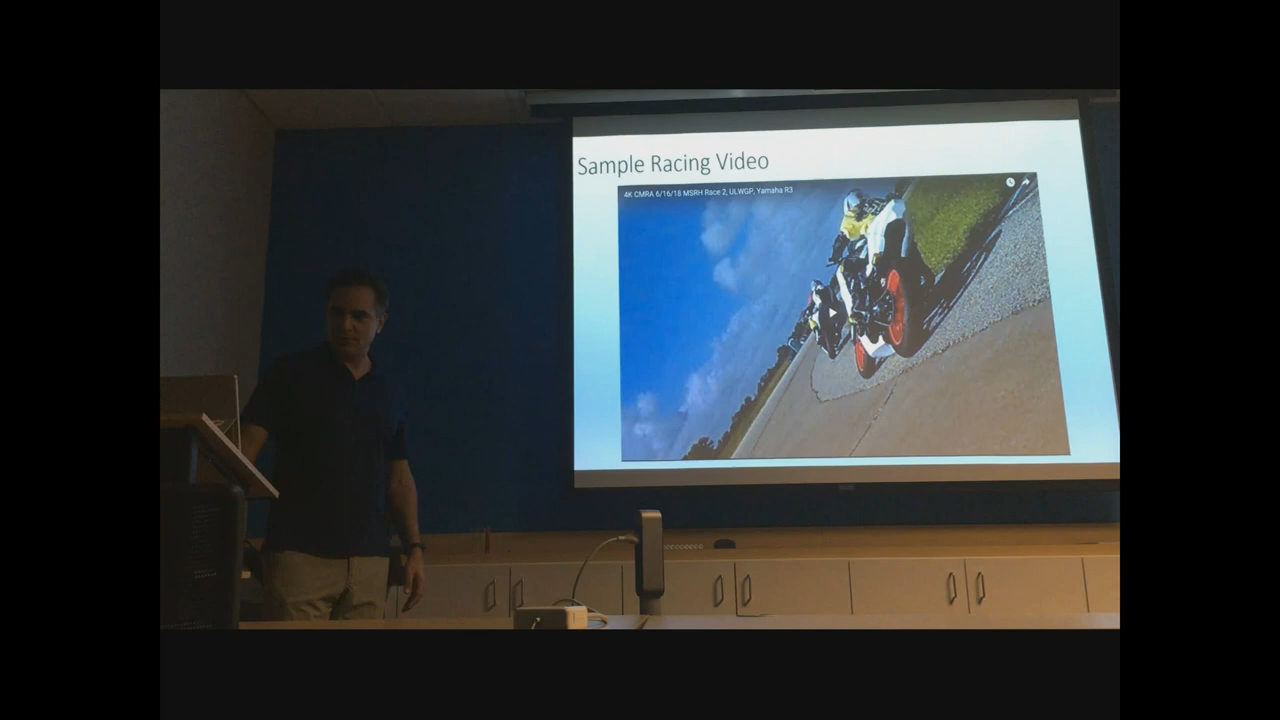 Sample Racing Video
4K CMRA 6/16/18 MSRH Race 2, ULWGP, Yamaha R3